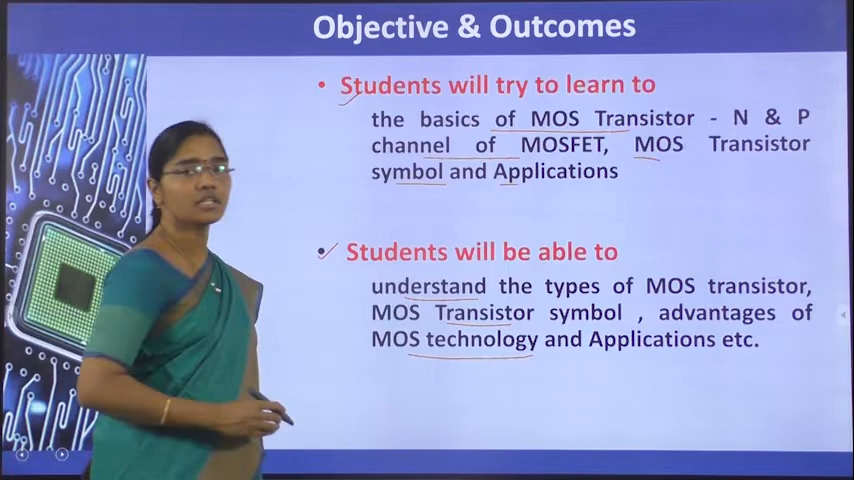 Objective & Outcomes
• Students will try to learn to
the basics of MOS Transistor - N & P
channel of MOSFET, MOS Transistor
symbol and Applications
• Students will be able to
understand the types of MOS transistor,
MOS Transistor symbol , advantages of
MOS technology and Applications etc.